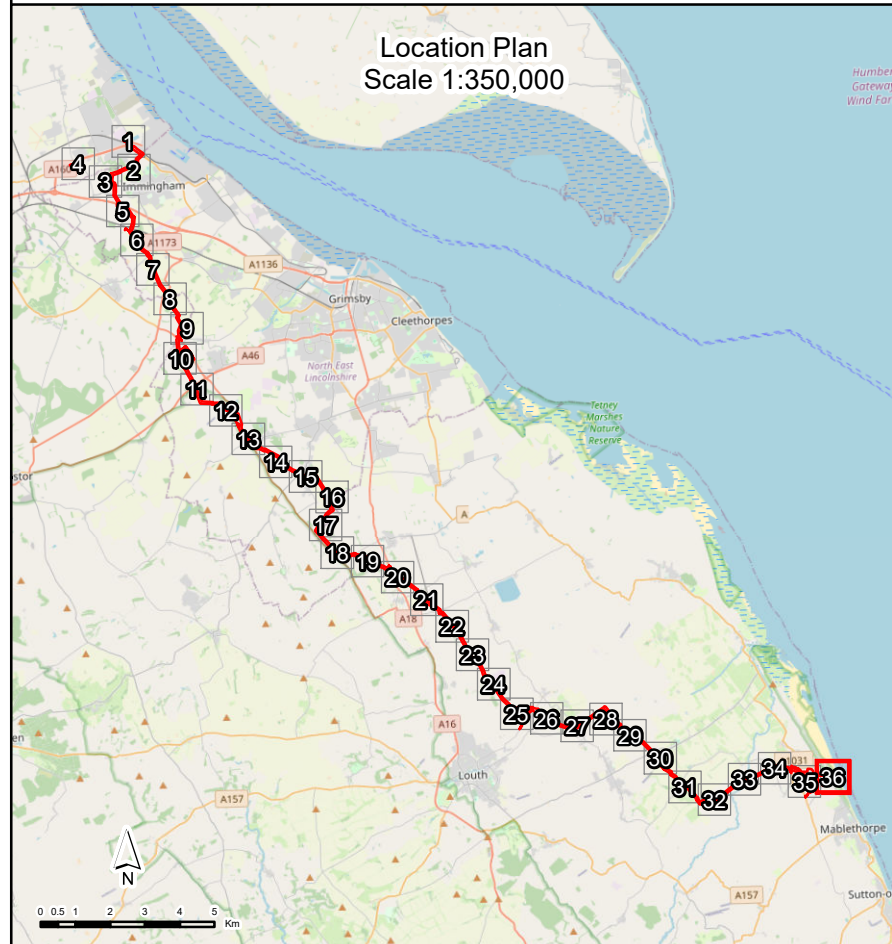 Location Plan
Scale 1:350,000
Humber
Gateway
Wind Far
1
4
A160
2
3
Immingham
5
6
A1173
7
A1136
8
Grimsby
9
Cleethorpes
10
A46
North East
Lincolnshire
11
12
Tetney
Marshes
Nature
Reserve
13
14
15
stor
16
A
17
18
19
20
21
A18
22
23
24
25
26
27
28
A16
29
en
30
Louth
1031
34
36
33
35
31
32
A157
Mablethorpe
N
A157
Sutton-o
0 0.5 1 2 3 4 5
Km